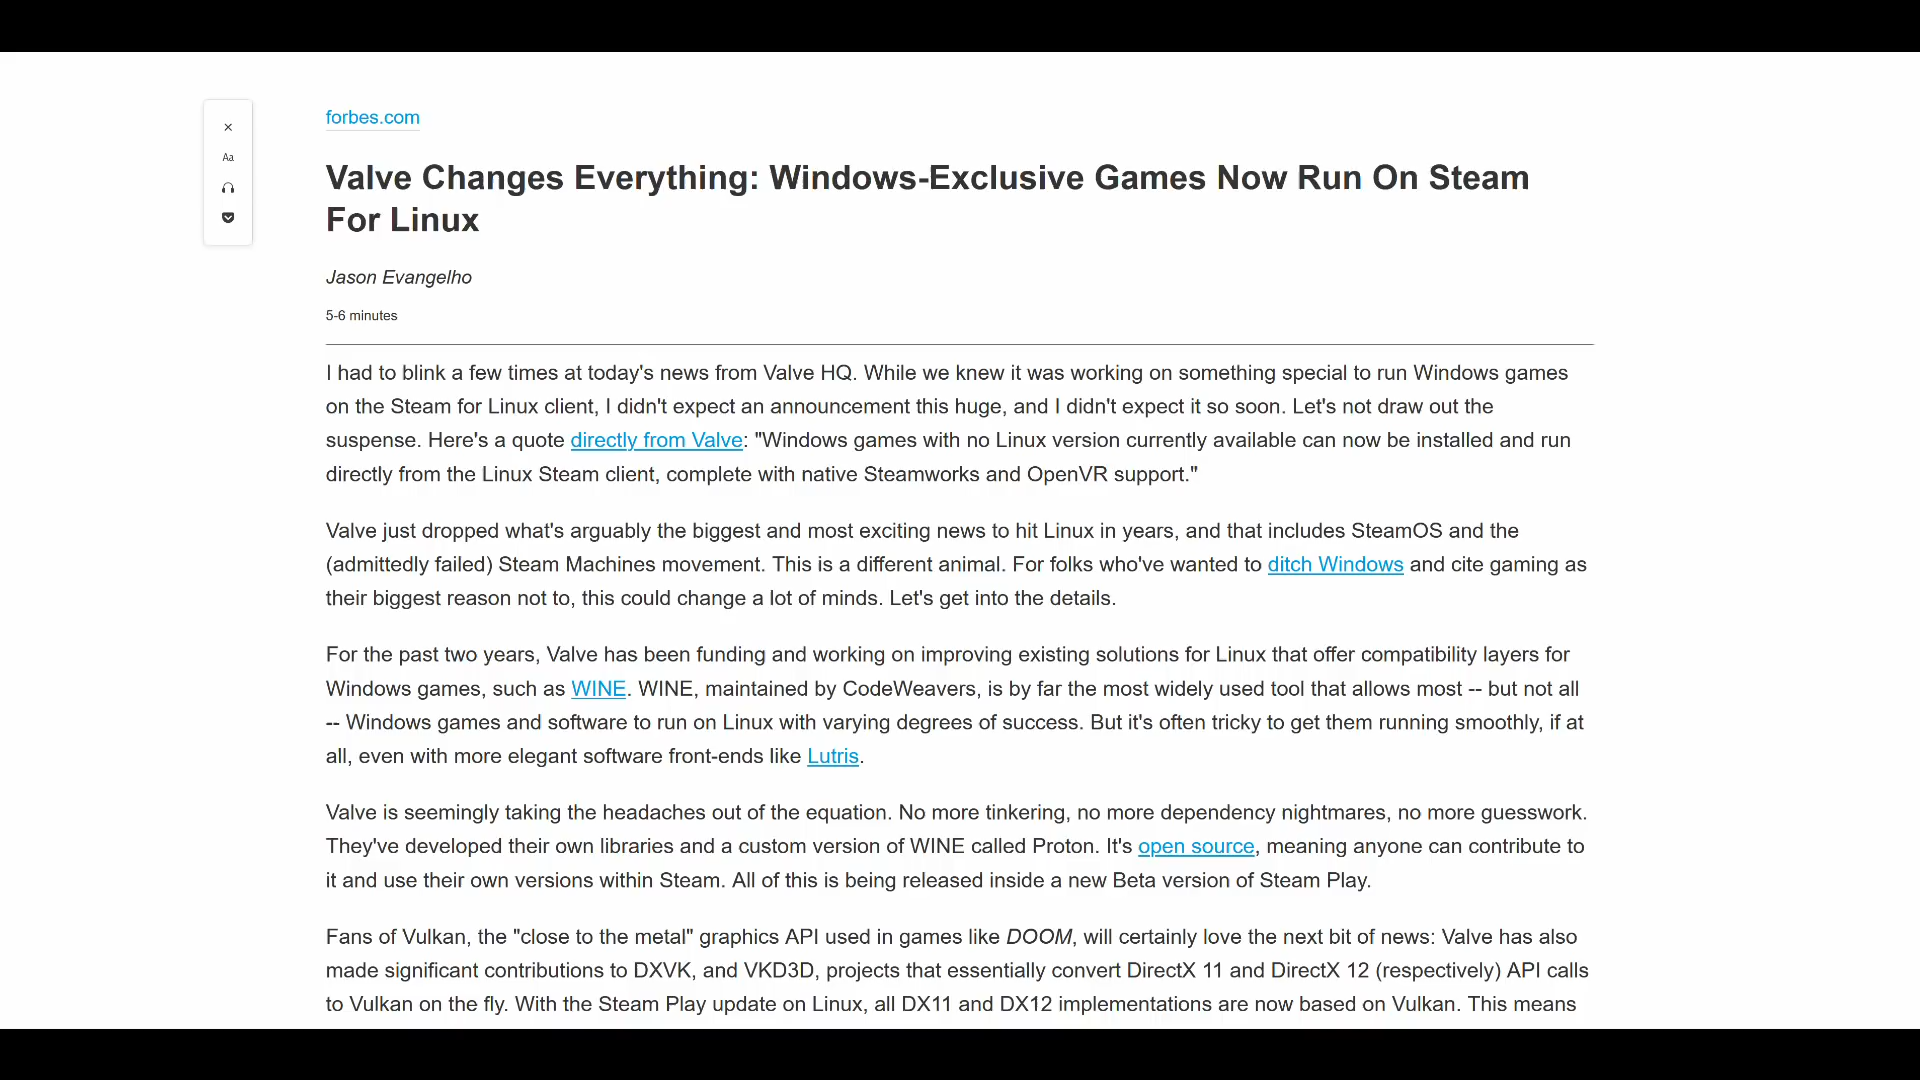 forbes.com
Valve Changes Everything: Windows-Exclusive Games Now Run On Steam
For Linux
Jason Evangelho
5-6 minutes
I had to blink a few times at today's news from Valve HQ. While we knew it was working on something special to run Windows games
on the Steam for Linux client, I didn't expect an announcement this huge, and I didn't expect it so soon. Let's not draw out the
suspense. Here's a quote directly from Valve: "Windows games with no Linux version currently available can now be installed and run
directly from the Linux Steam client, complete with native Steamworks and OpenVR support."
Valve just dropped what's arguably the biggest and most exciting news to hit Linux in years, and that includes SteamOS and the
(admittedly failed) Steam Machines movement. This is a different animal. For folks who've wanted to ditch Windows and cite gaming as
their biggest reason not to, this could change a lot of minds. Let's get into the details.
For the past two years, Valve has been funding and working on improving existing solutions for Linux that offer compatibility layers for
Windows games, such as WINE. WINE, maintained by CodeWeavers, is by far the most widely used tool that allows most -- but not all
-- Windows games and software to run on Linux with varying degrees of success. But it's often tricky to get them running smoothly, if at
all, even with more elegant software front-ends like Lutris.
Valve is seemingly taking the headaches out of the equation. No more tinkering, no more dependency nightmares, no more guesswork.
They've developed their own libraries and a custom version of WINE called Proton. It's open source, meaning anyone can contribute to
it and use their own versions within Steam. All of this is being released inside a new Beta version of Steam Play.
Fans of Vulkan, the "close to the metal" graphics API used in games like DOOM, will certainly love the next bit of news: Valve has also
made significant contributions to DXVK, and VKD3D, projects that essentially convert DirectX 11 and DirectX 12 (respectively) API calls
to Vulkan on the fly. With the Steam Play update on Linux, all DX11 and DX12 implementations are now based on Vulkan. This means
Aa